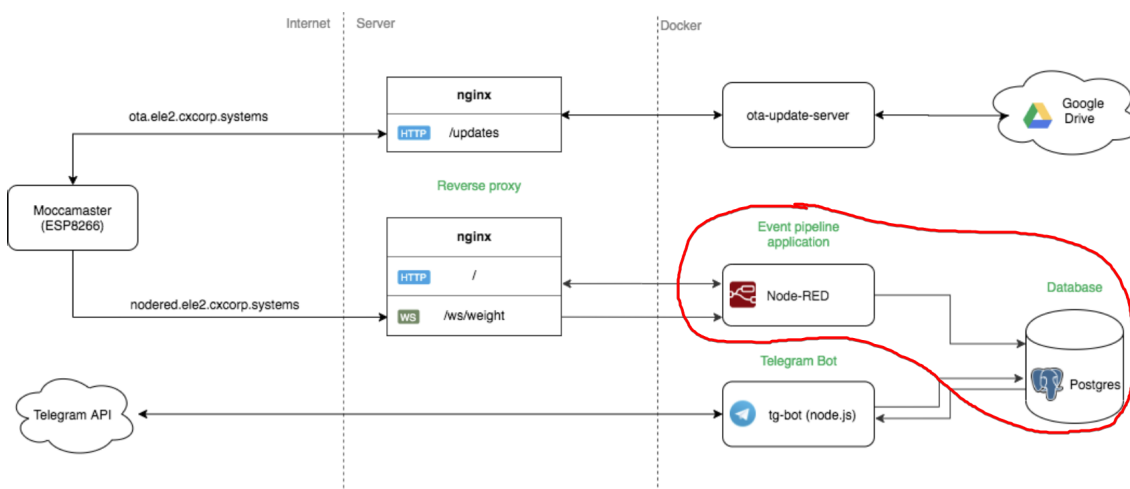 Internet
Server
Docker
nginx
HTTP /updates
ota.ele2.cxcorp.systems
ota-update-server
Google
Drive
Reverse proxy
Moccamaster
(ESP8266)
nginx
HTTP /
WS /ws/weight
nodered.ele2.cxcorp.systems
Event pipeline
application
Node-RED
Database
Postgres
Telegram Bot
tg-bot (node.js)
Telegram API